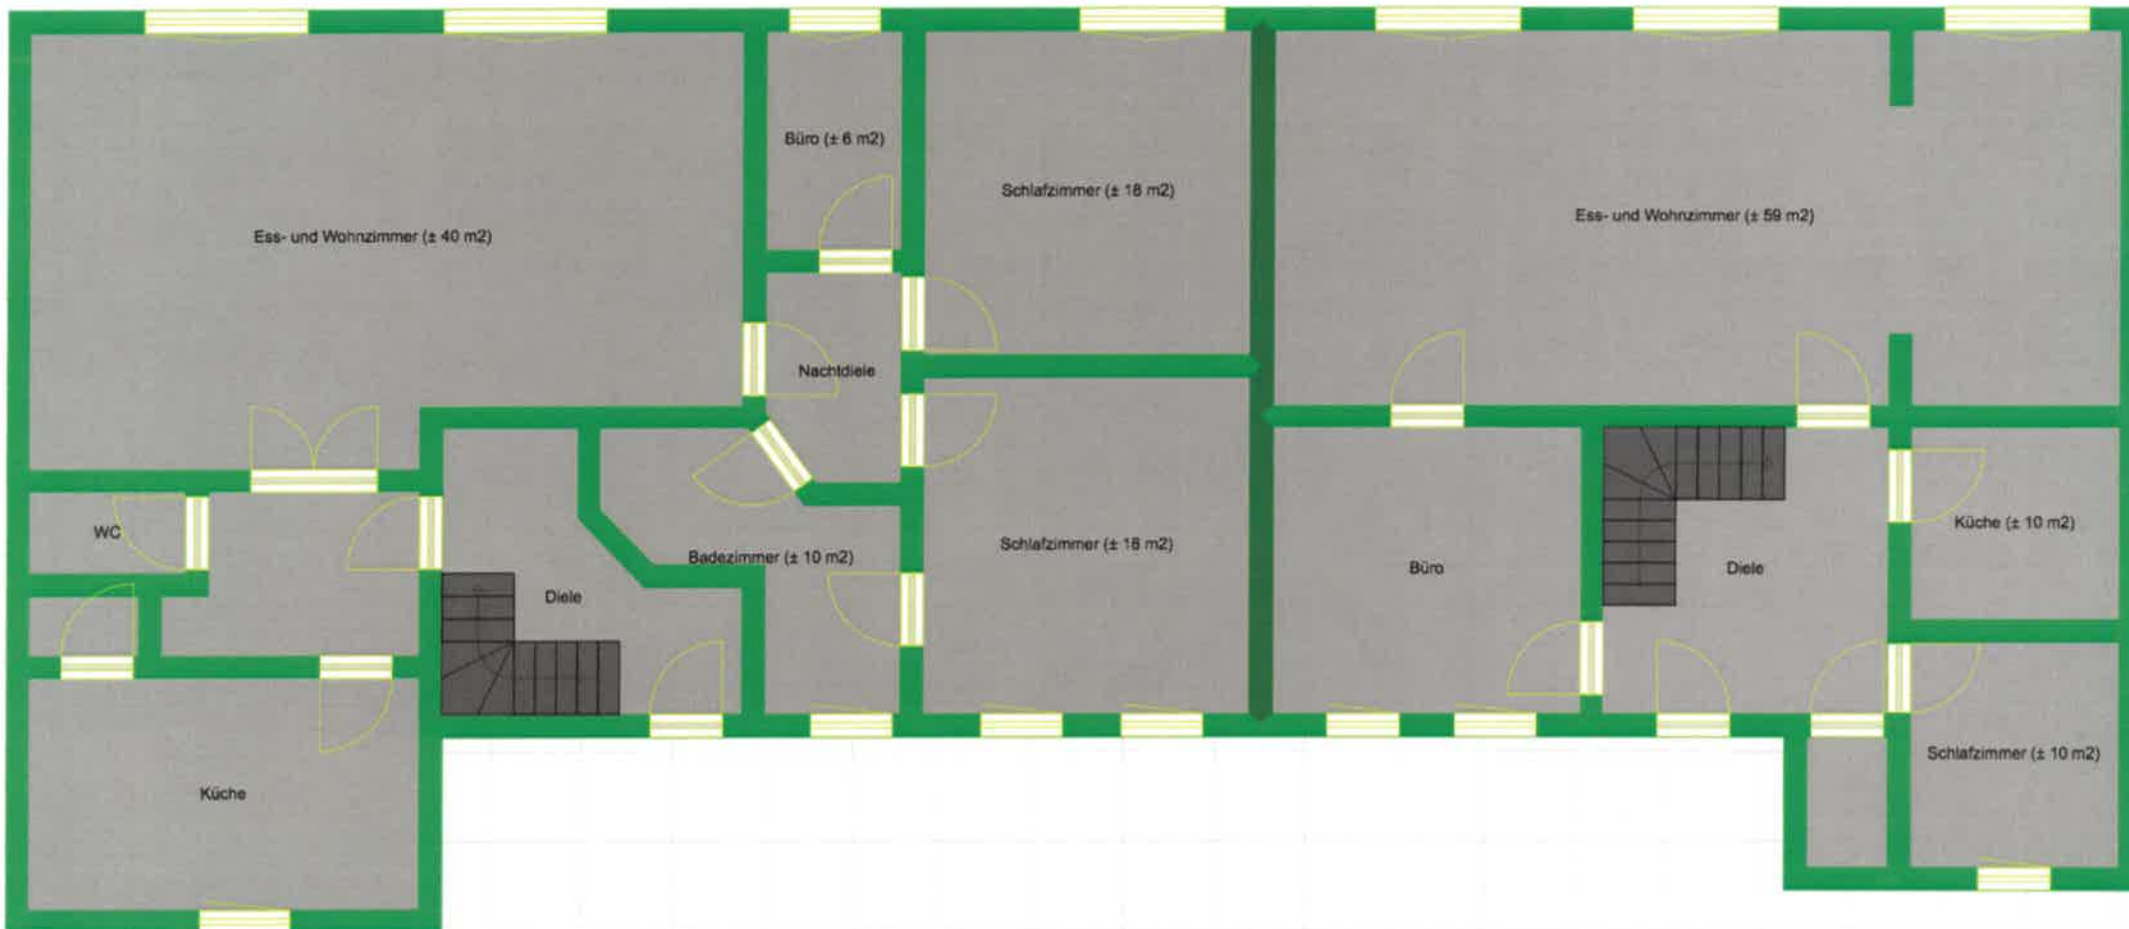 Ess- und Wohnzimmer (± 40 m2)
Büro (± 6 m2)
Schlafzimmer (± 18 m2)
Ess- und Wohnzimmer (± 59 m2)
Nachtdiele
WC
Diele
Badezimmer (± 10 m2)
Schlafzimmer (± 18 m2)
Büro
Diele
Küche (± 10 m2)
Küche
Schlafzimmer (± 10 m2)